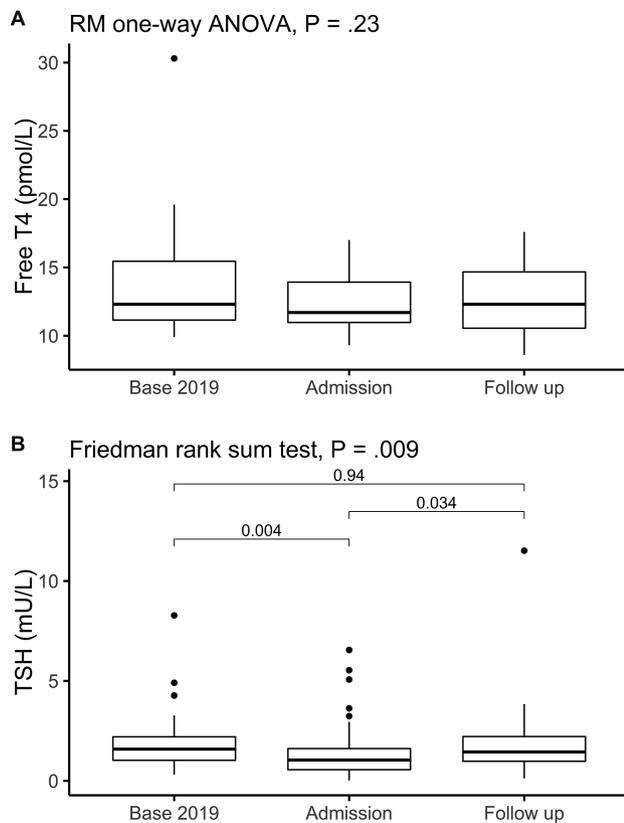 A
RM one-way ANOVA, P = .23
Free T4 (pmol/L)
30
25
20
15
10
Base 2019
Admission
Follow up
B
Friedman rank sum test, P = .009
TSH (mU/L)
15
10
5
0
0.94
0.034
0.004
Base 2019
Admission
Follow up